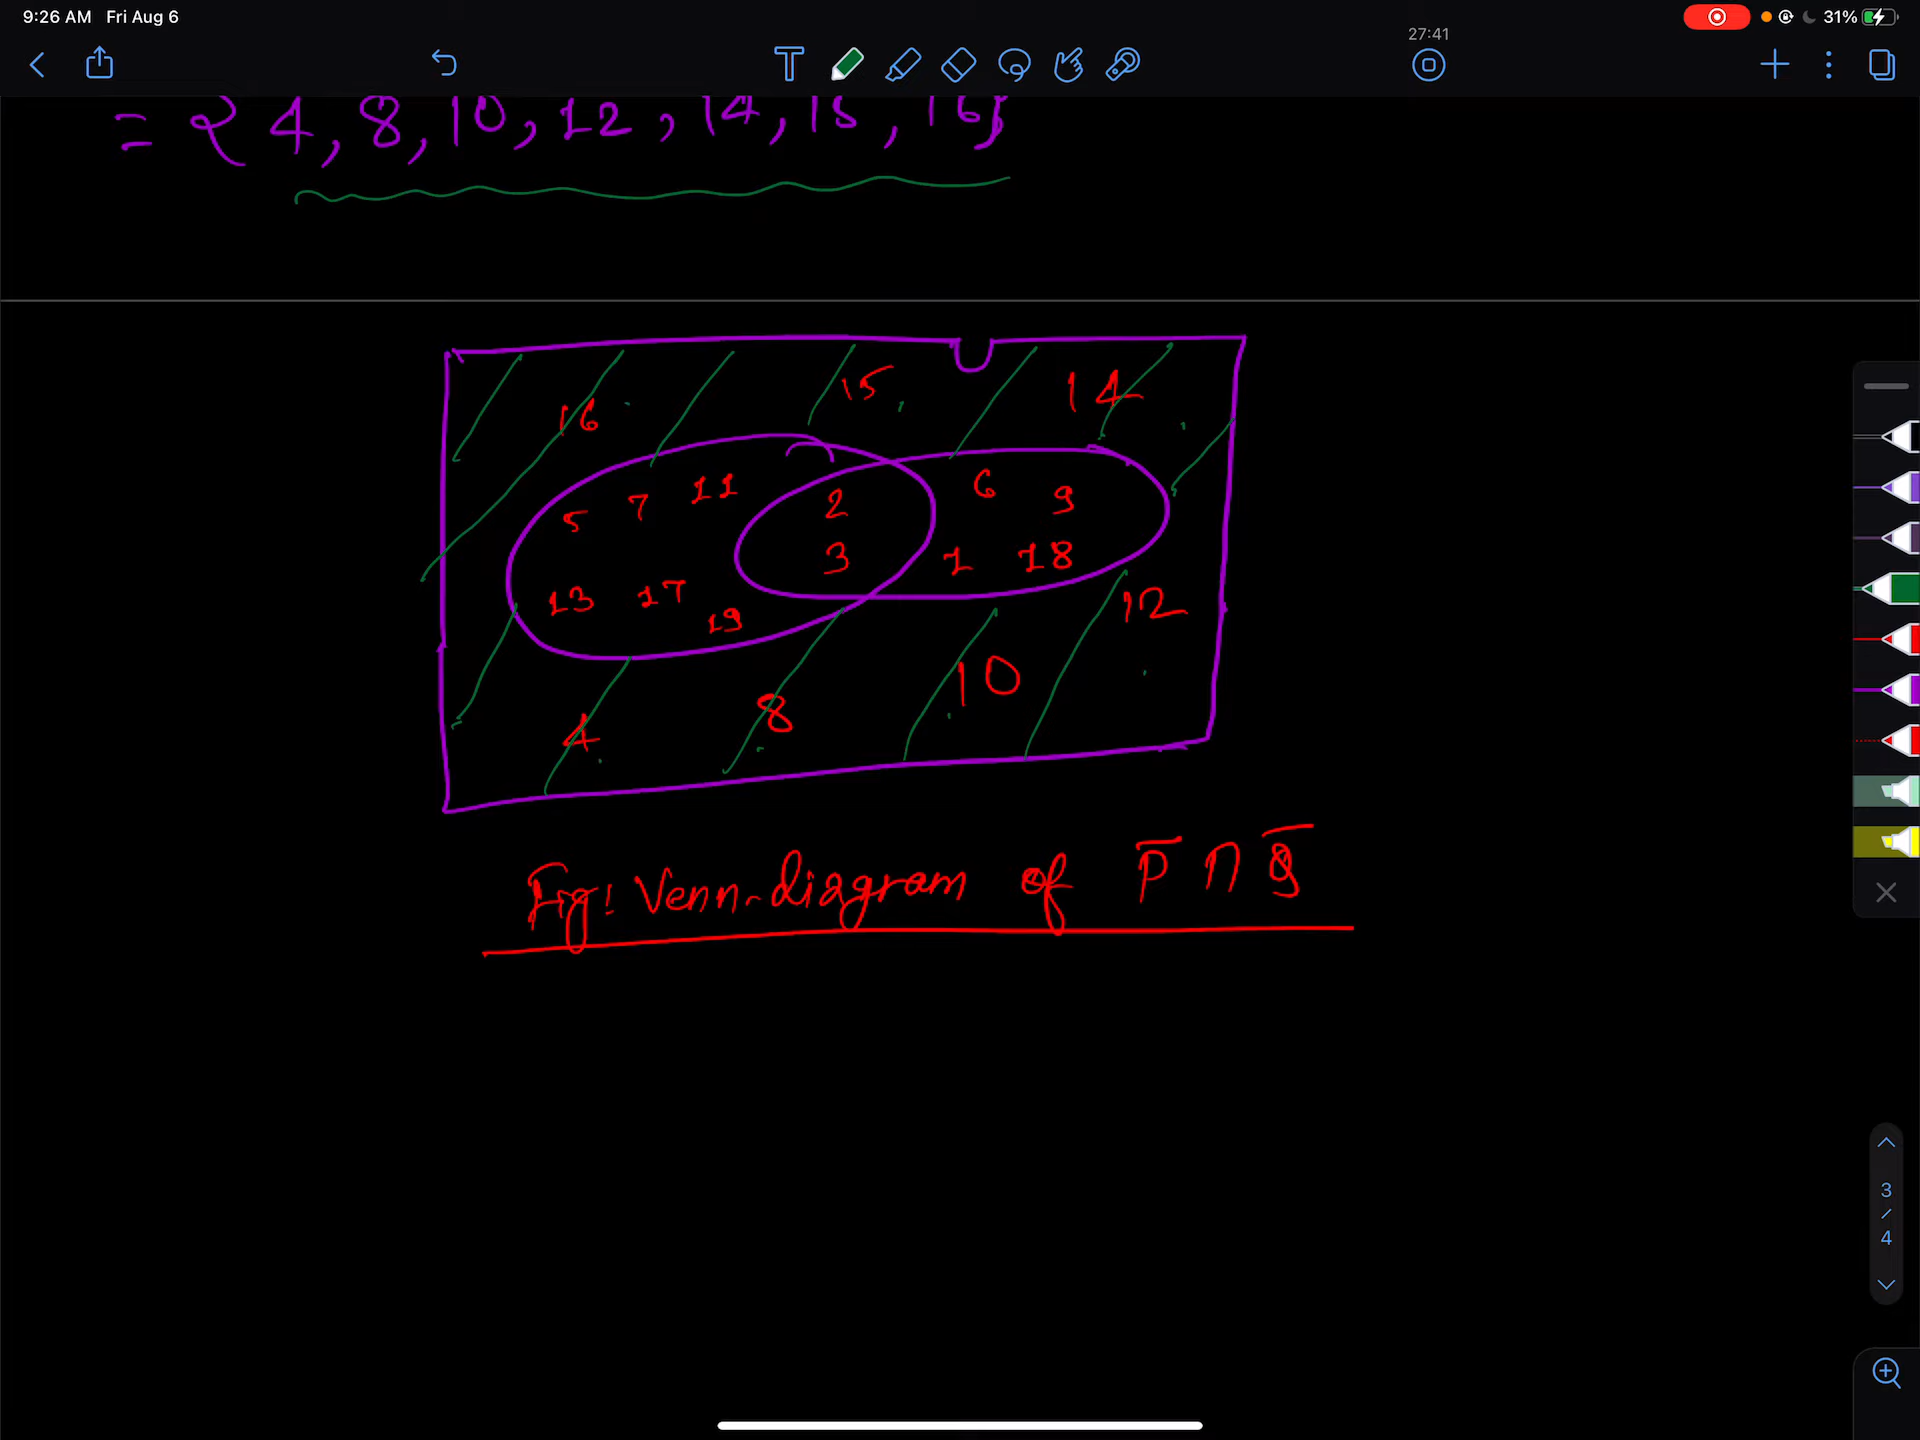 9:26 AM Fri Aug 6
31%
27:41
= { 4, 8, 10, 12, 14, 15, 16}
U
16 15 14
5 7 11 2 6 9
3 1 18
13 17 19 12
4 8 10
Fig: Venn-diagram of P̅ ∩ Q̅
3
/
4